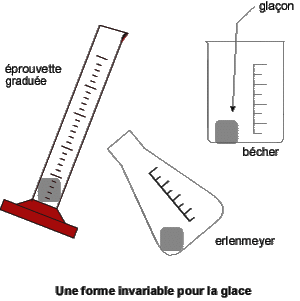 glaçon
éprouvette
graduée
bécher
erlenmeyer
Une forme invariable pour la glace